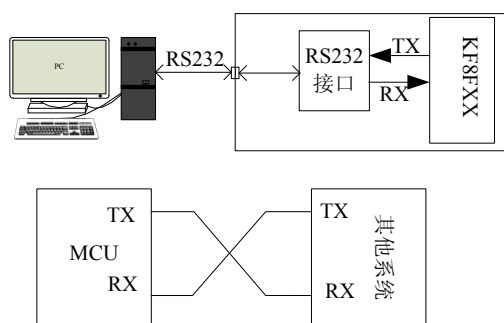 PC
RS232
RS232
接口
TX
RX
KF8FXX
TX
MCU
RX
TX
RX
其他系统